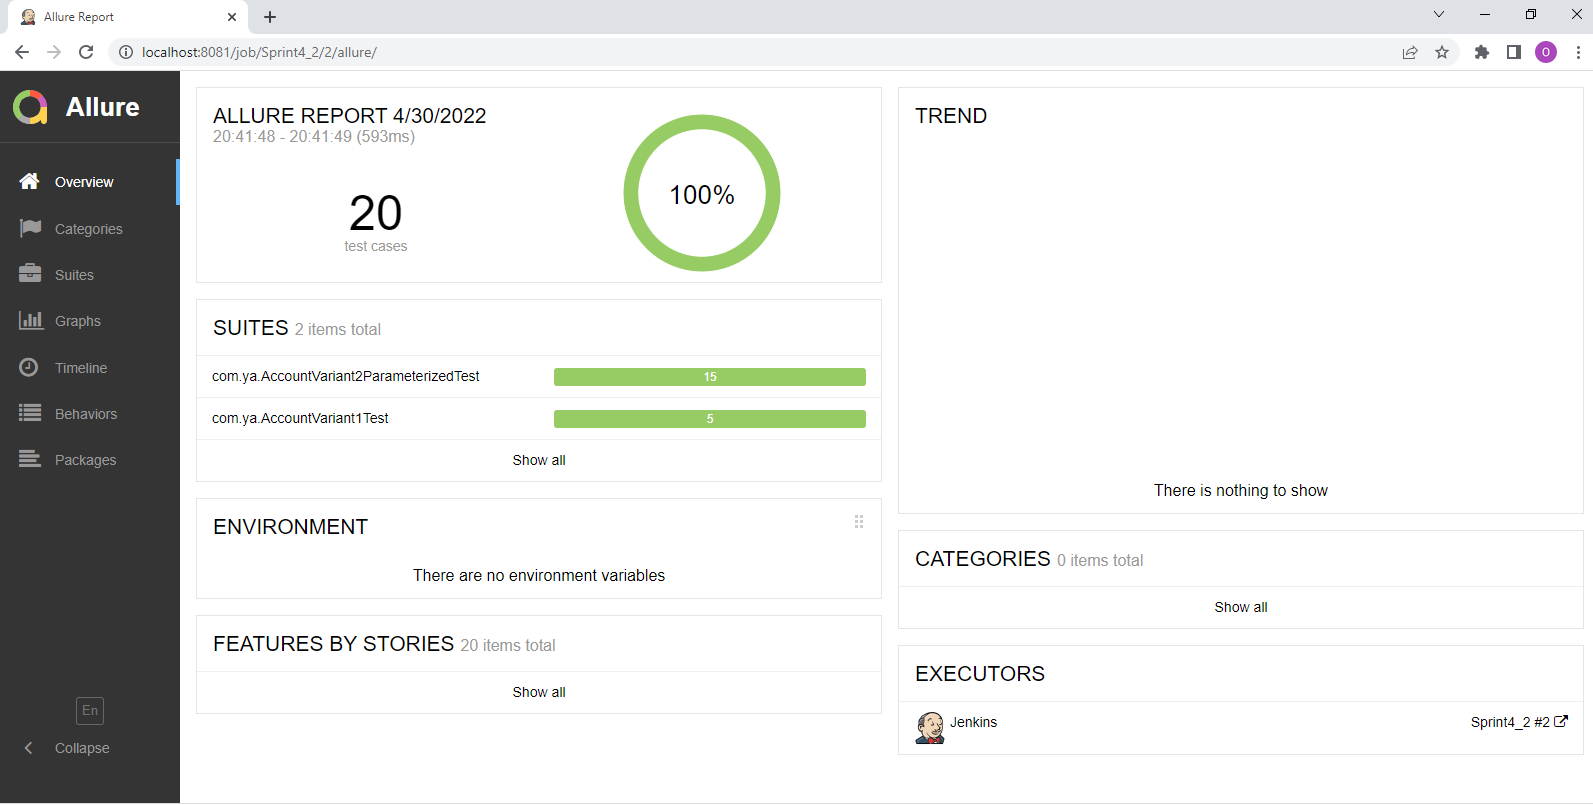 Allure Report
localhost:8081/job/Sprint4_2/2/allure/
O
Allure
Overview
Categories
Suites
Graphs
Timeline
Behaviors
Packages
En
Collapse
ALLURE REPORT 4/30/2022
20:41:48 - 20:41:49 (593ms)
20
test cases
100%
SUITES 2 items total
com.ya.AccountVariant2ParameterizedTest 15
com.ya.AccountVariant1Test 5
Show all
ENVIRONMENT
There are no environment variables
FEATURES BY STORIES 20 items total
Show all
TREND
There is nothing to show
CATEGORIES 0 items total
Show all
EXECUTORS
Jenkins Sprint4_2 #2